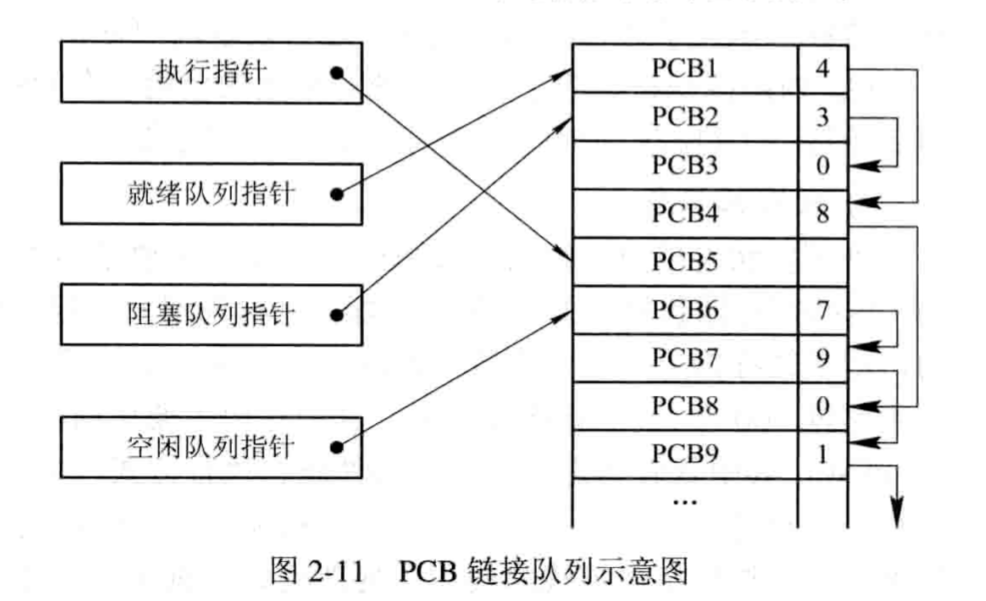 执行指针
就绪队列指针
阻塞队列指针
空闲队列指针
PCB1 4
PCB2 3
PCB3 0
PCB4 8
PCB5
PCB6 7
PCB7 9
PCB8 0
PCB9 1
…
图 2-11 PCB 链接队列示意图